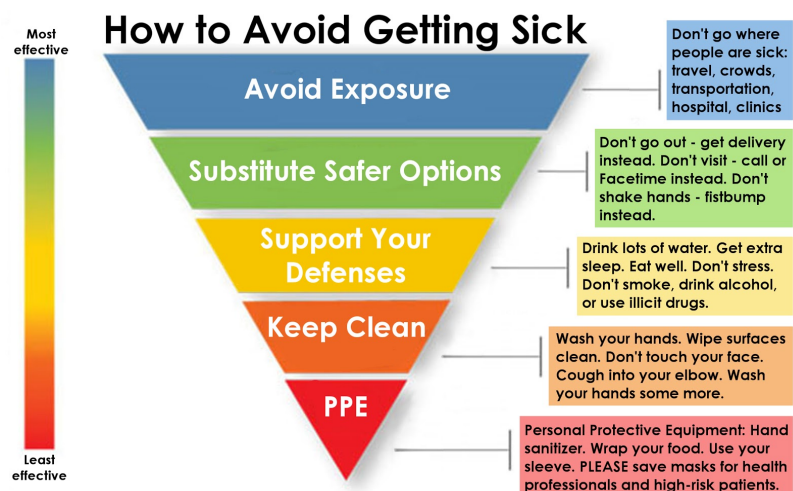 How to Avoid Getting Sick
Most
effective
Least
effective
Avoid Exposure
Don't go where
people are sick:
travel, crowds,
transportation,
hospital, clinics
Substitute Safer Options
Don't go out - get delivery
instead. Don't visit - call or
Facetime instead. Don't
shake hands - fistbump
instead.
Support Your
Defenses
Drink lots of water. Get extra
sleep. Eat well. Don't stress.
Don't smoke, drink alcohol,
or use illicit drugs.
Keep Clean
Wash your hands. Wipe surfaces
clean. Don't touch your face.
Cough into your elbow. Wash
your hands some more.
PPE
Personal Protective Equipment: Hand
sanitizer. Wrap your food. Use your
sleeve. PLEASE save masks for health
professionals and high-risk patients.